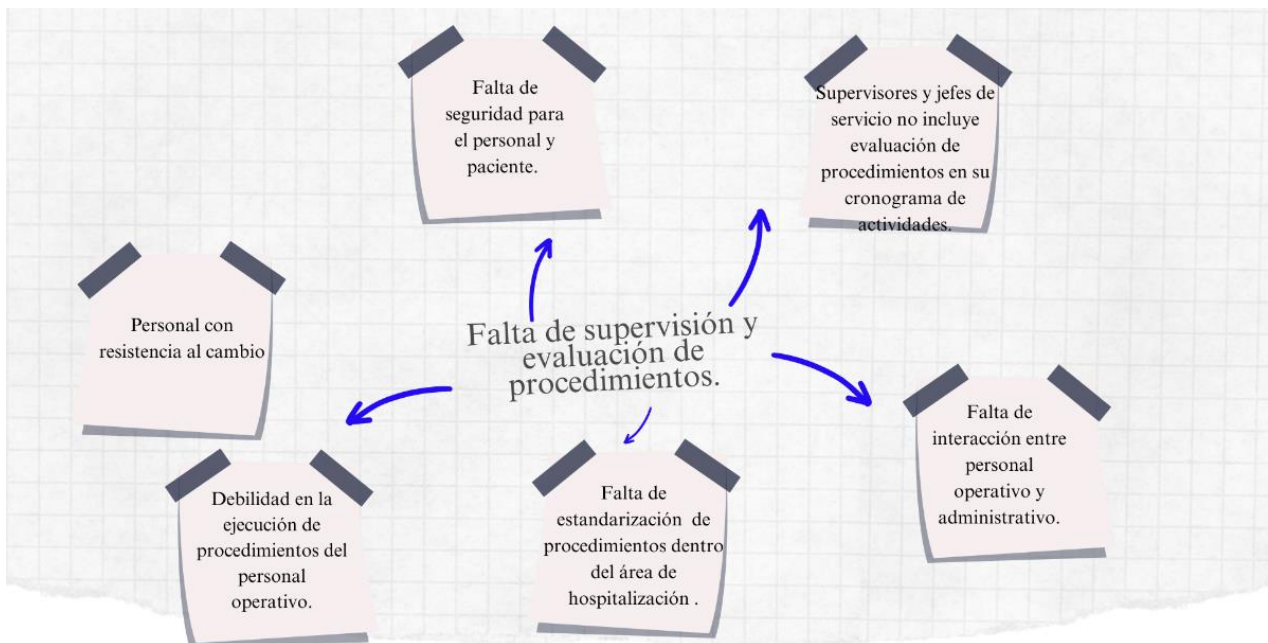 Falta de
seguridad para
el personal y
paciente.
Supervisores y jefes de
servicio no incluye
evaluación de
procedimientos en su
cronograma de
actividades.
Personal con
resistencia al cambio
Falta de supervisión y
evaluación de
procedimientos.
Falta de
interacción entre
personal
operativo y
administrativo.
Debilidad en la
ejecución de
procedimientos del
personal
operativo.
Falta de
estandarización de
procedimientos dentro
del área de
hospitalización .